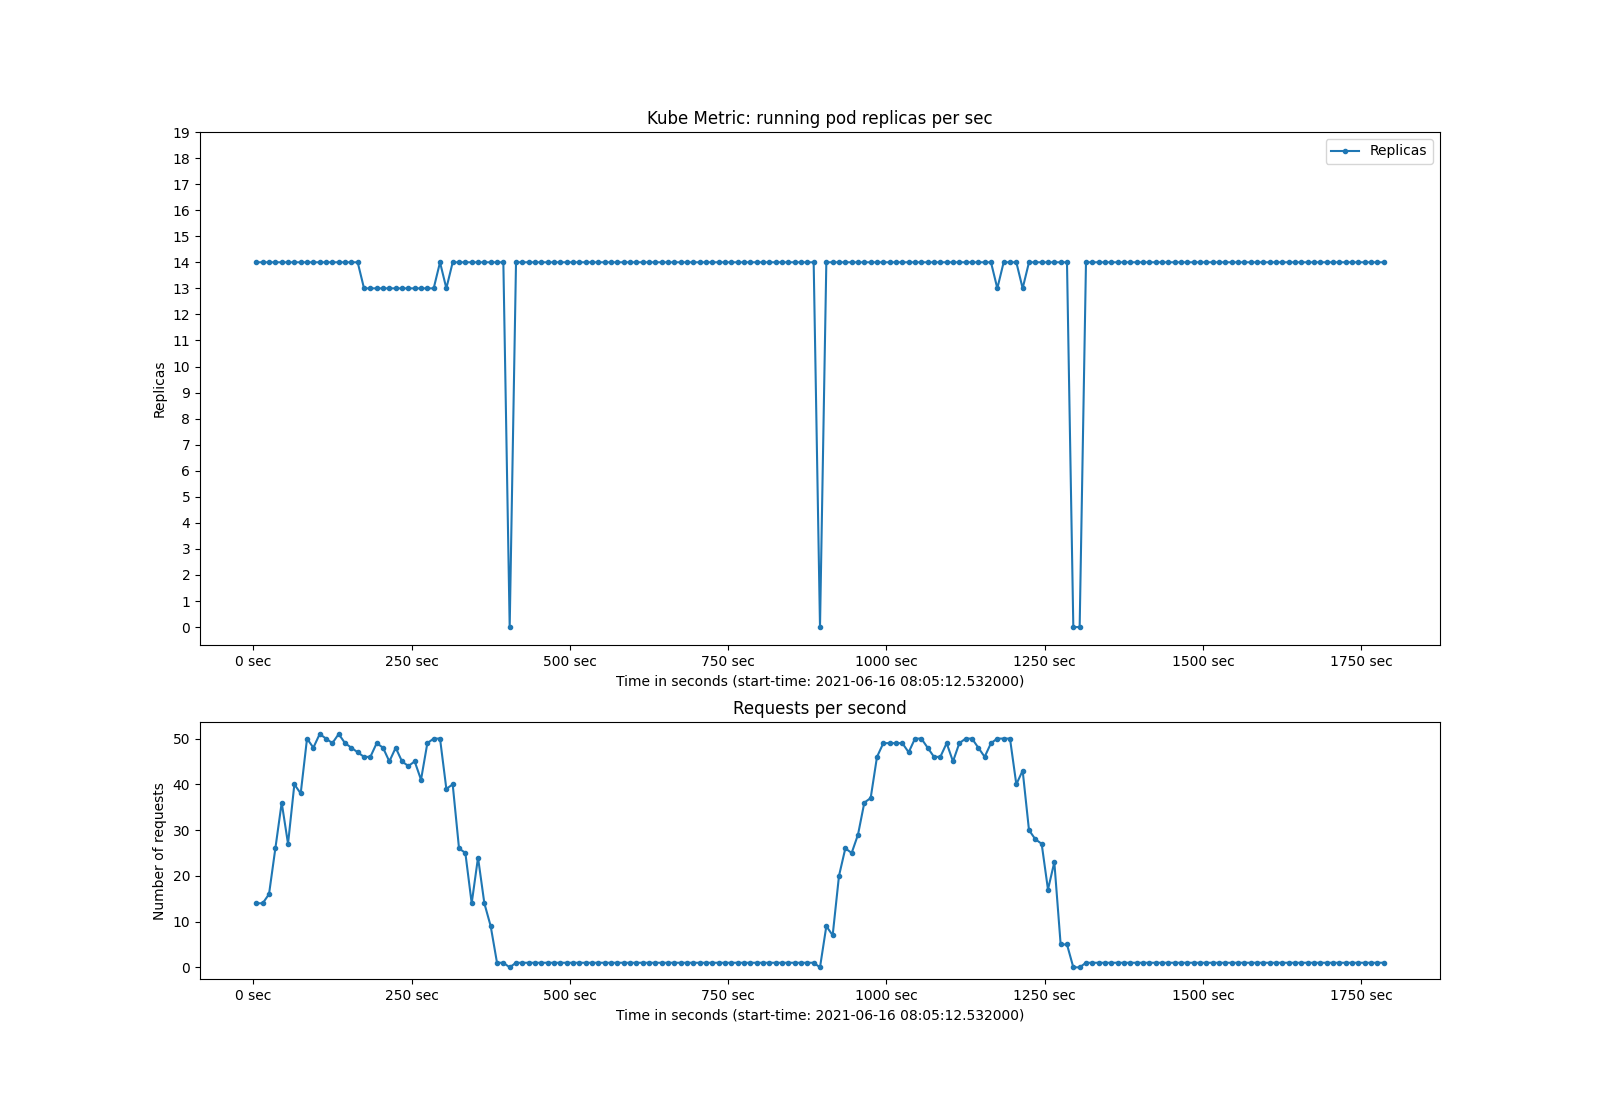 Kube Metric: running pod replicas per sec
Replicas
19
18
17
16
15
14
13
12
11
10
9
8
7
6
5
4
3
2
1
0
Replicas
0 sec 250 sec 500 sec 750 sec 1000 sec 1250 sec 1500 sec 1750 sec
Time in seconds (start-time: 2021-06-16 08:05:12.532000)
Requests per second
50
40
30
20
10
0
Number of requests
0 sec 250 sec 500 sec 750 sec 1000 sec 1250 sec 1500 sec 1750 sec
Time in seconds (start-time: 2021-06-16 08:05:12.532000)